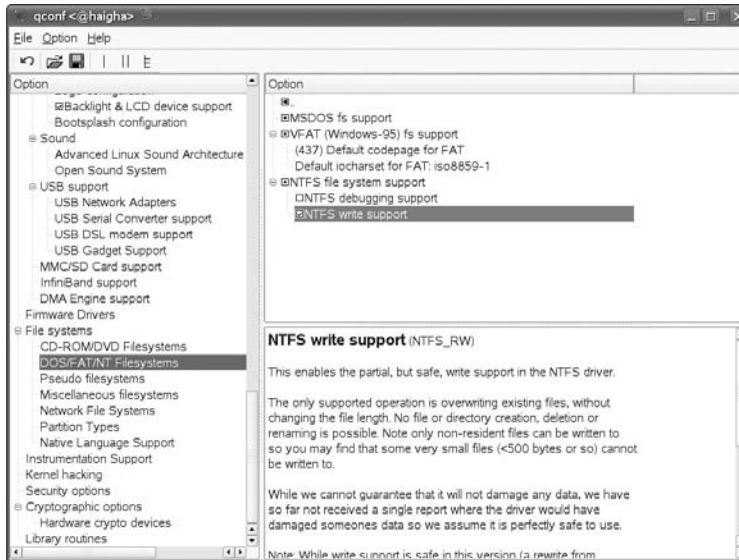 qconf <@haigha>
File Option Help
Option
Backlight & LCD device support
Bootsplash configuration
Sound
Advanced Linux Sound Architecture
Open Sound System
USB support
USB Network Adapters
USB Serial Converter support
USB DSL modem support
USB Gadget Support
MMC/SD Card support
InfiniBand support
DMA Engine support
Firmware Drivers
File systems
CD-ROM/DVD Filesystems
DOS/FAT/NT Filesystems
Pseudo filesystems
Miscellaneous filesystems
Network File Systems
Partition Types
Native Language Support
Instrumentation Support
Kernel hacking
Security options
Cryptographic options
Hardware crypto devices
Library routines
Option
..
MSDOS fs support
VFAT (Windows-95) fs support
(437) Default codepage for FAT
Default iocharset for FAT: iso8859-1
NTFS file system support
NTFS debugging support
NTFS write support
NTFS write support (NTFS_RW)
This enables the partial, but safe, write support in the NTFS driver.
The only supported operation is overwriting existing files, without
changing the file length. No file or directory creation, deletion or
renaming is possible. Note only non-resident files can be written to
so you may find that some very small files (<500 bytes or so) cannot
be written to.
While we cannot guarantee that it will not damage any data, we have
so far not received a single report where the driver would have
damaged someones data so we assume it is perfectly safe to use.
Note: While write support is safe in this version (a rewrite from